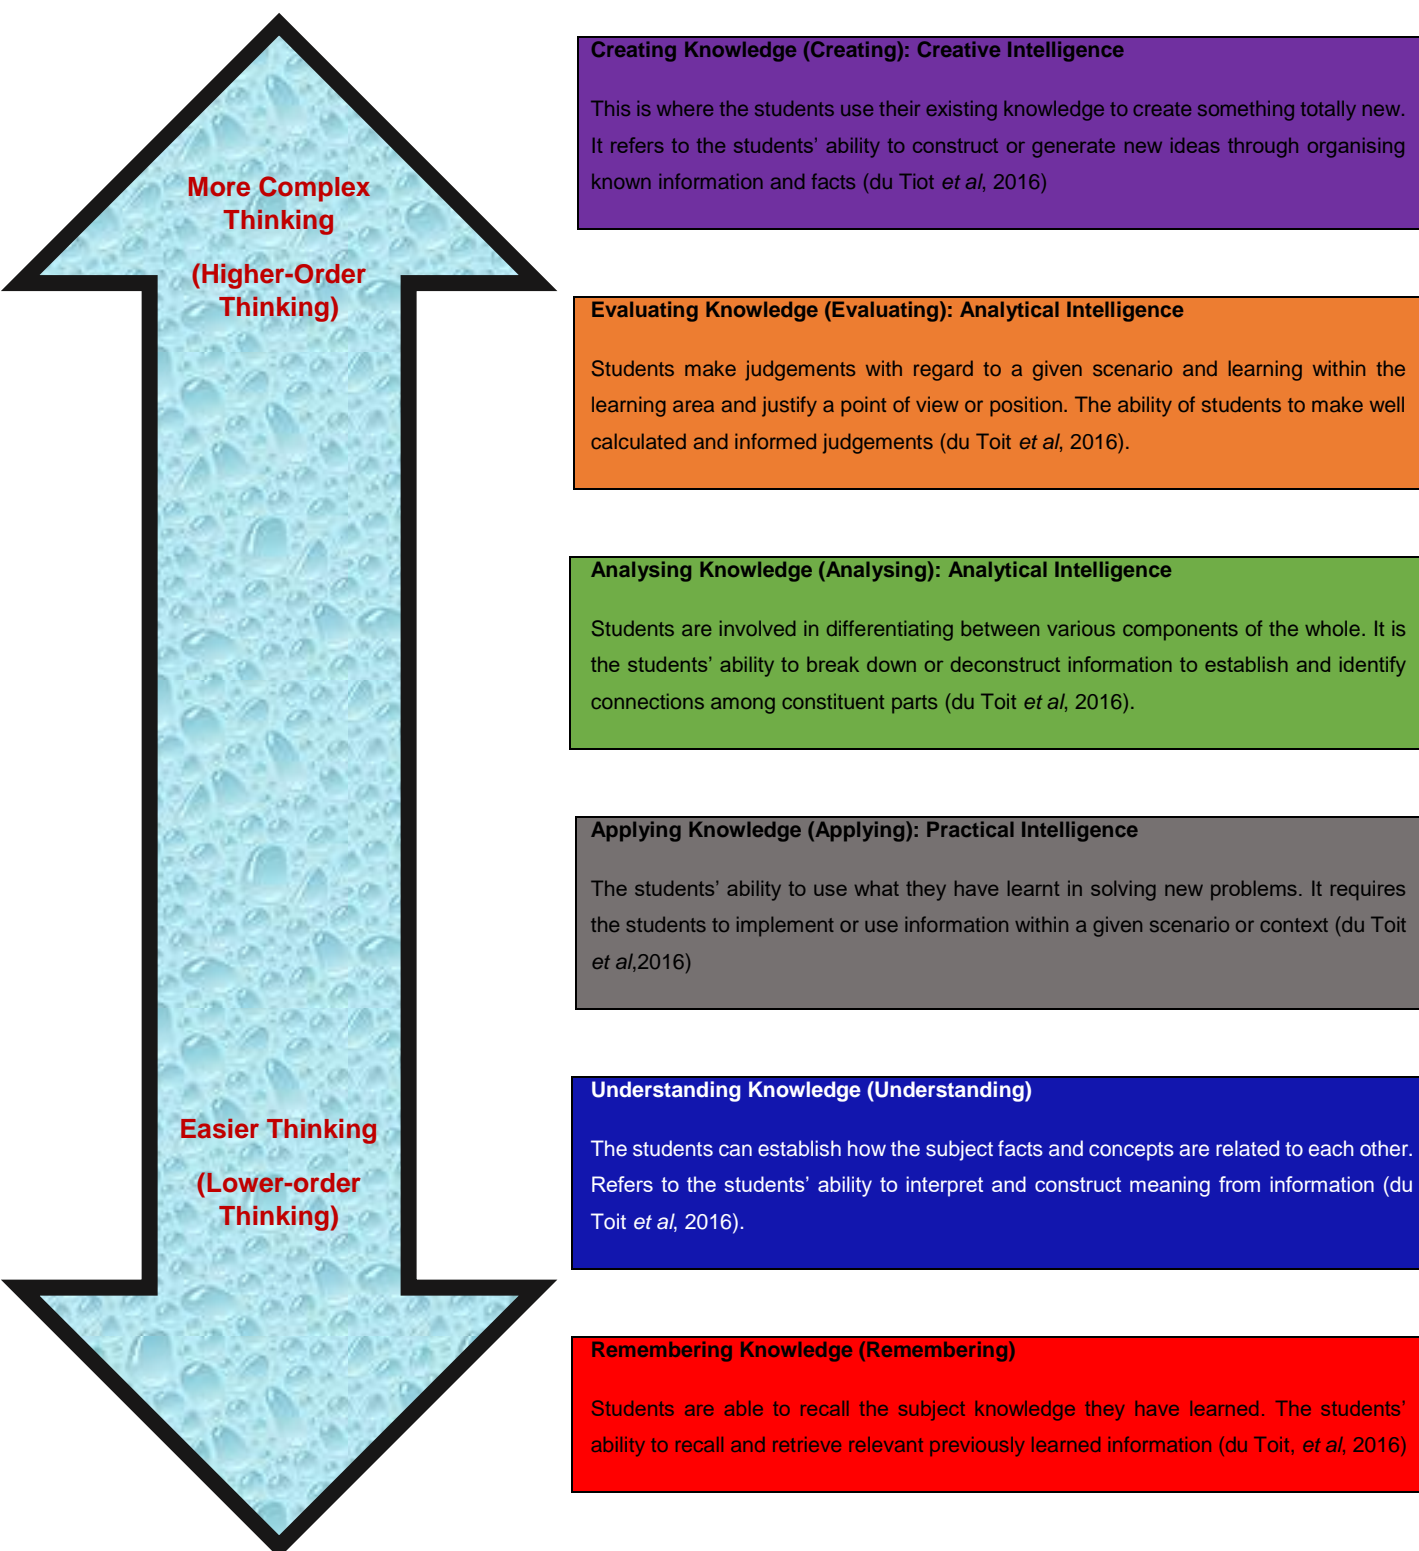 More Complex
Thinking
(Higher-Order
Thinking)
Easier Thinking
(Lower-order
Thinking)
Creating Knowledge (Creating): Creative Intelligence
This is where the students use their existing knowledge to create something totally new.
It refers to the students’ ability to construct or generate new ideas through organising
known information and facts (du Tiot et al, 2016)
Evaluating Knowledge (Evaluating): Analytical Intelligence
Students make judgements with regard to a given scenario and learning within the
learning area and justify a point of view or position. The ability of students to make well
calculated and informed judgements (du Toit et al, 2016).
Analysing Knowledge (Analysing): Analytical Intelligence
Students are involved in differentiating between various components of the whole. It is
the students’ ability to break down or deconstruct information to establish and identify
connections among constituent parts (du Toit et al, 2016).
Applying Knowledge (Applying): Practical Intelligence
The students’ ability to use what they have learnt in solving new problems. It requires
the students to implement or use information within a given scenario or context (du Toit
et al,2016)
Understanding Knowledge (Understanding)
The students can establish how the subject facts and concepts are related to each other.
Refers to the students’ ability to interpret and construct meaning from information (du
Toit et al, 2016).
Remembering Knowledge (Remembering)
Students are able to recall the subject knowledge they have learned. The students’
ability to recall and retrieve relevant previously learned information (du Toit, et al, 2016)